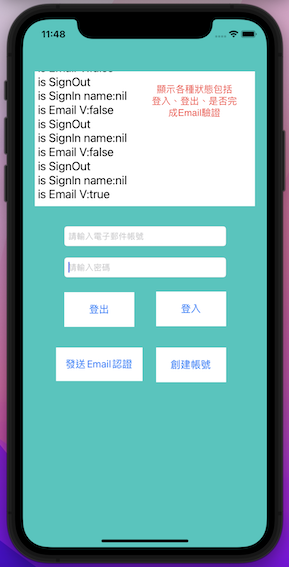 11:48
is Email V:false
is SignOut
is SignIn name:nil
is Email V:false
is SignOut
is SignIn name:nil
is Email V:false
is SignOut
is SignIn name:nil
is Email V:true
顯示各種狀態包括
登入、登出、是否完
成Email驗證
請輸入電子郵件帳號
請輸入密碼
登出
登入
發送Email認證
創建帳號